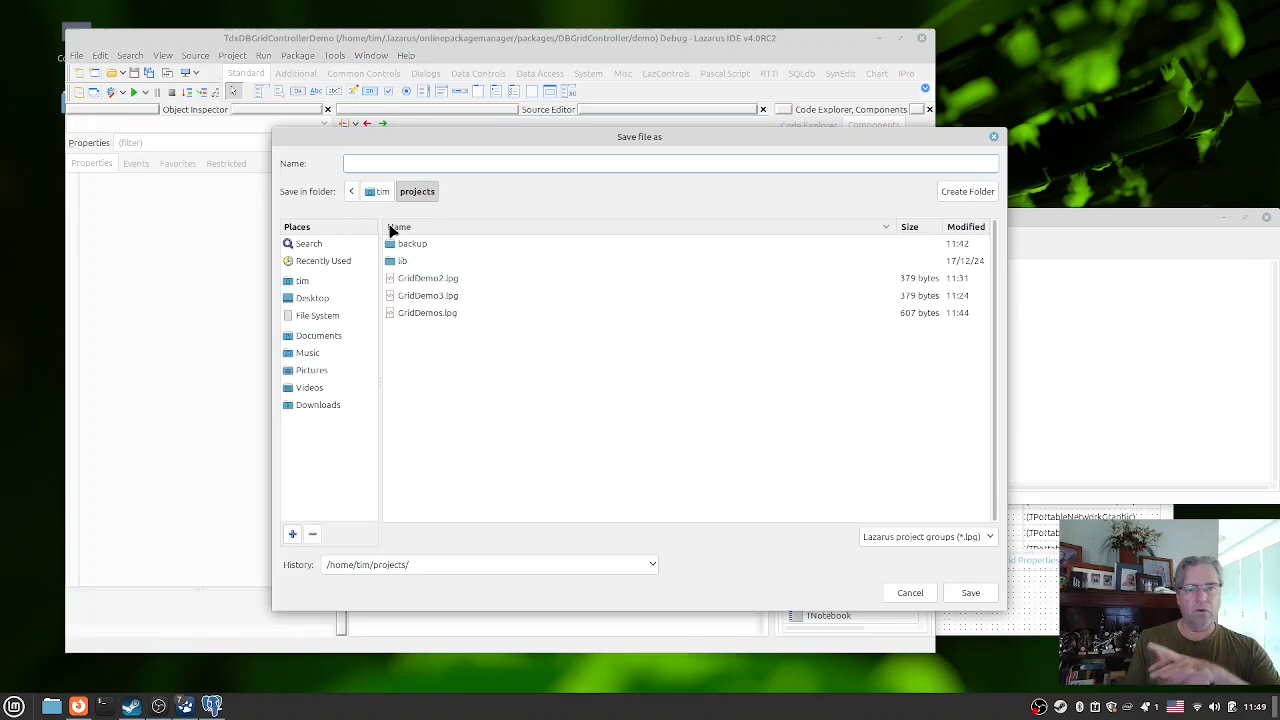 TdxDBGridControllerDemo (/home/tim/.lazarus/onlinepackagemanager/packages/DBGridController/demo) Debug - Lazarus IDE v4.0RC2
File Edit Search View Source Project Run Package Tools Window Help
Standard Additional Common Controls Dialogs Data Controls Data Access System Misc LazControls Pascal Script RTTI SQLdb SynEdit Chart IPro
Object Inspector Source Editor Code Explorer, Components
Code Explorer Components
Properties (filter)
Properties Events Favorites Restricted
Save file as
Name:
Save in folder: tim projects Create Folder
Places Name Size Modified
Search backup 11:42
Recently Used lib 17/12/24
tim GridDemo2.lpg 379 bytes 11:31
Desktop GridDemo3.lpg 379 bytes 11:24
File System GridDemos.lpg 607 bytes 11:44
Documents
Music
Pictures
Videos
Downloads
Lazarus project groups (*.lpg)
History: /home/tim/projects/
Cancel Save
(TPortableNetworkGraphic)
TNotebook
7
1 11:49